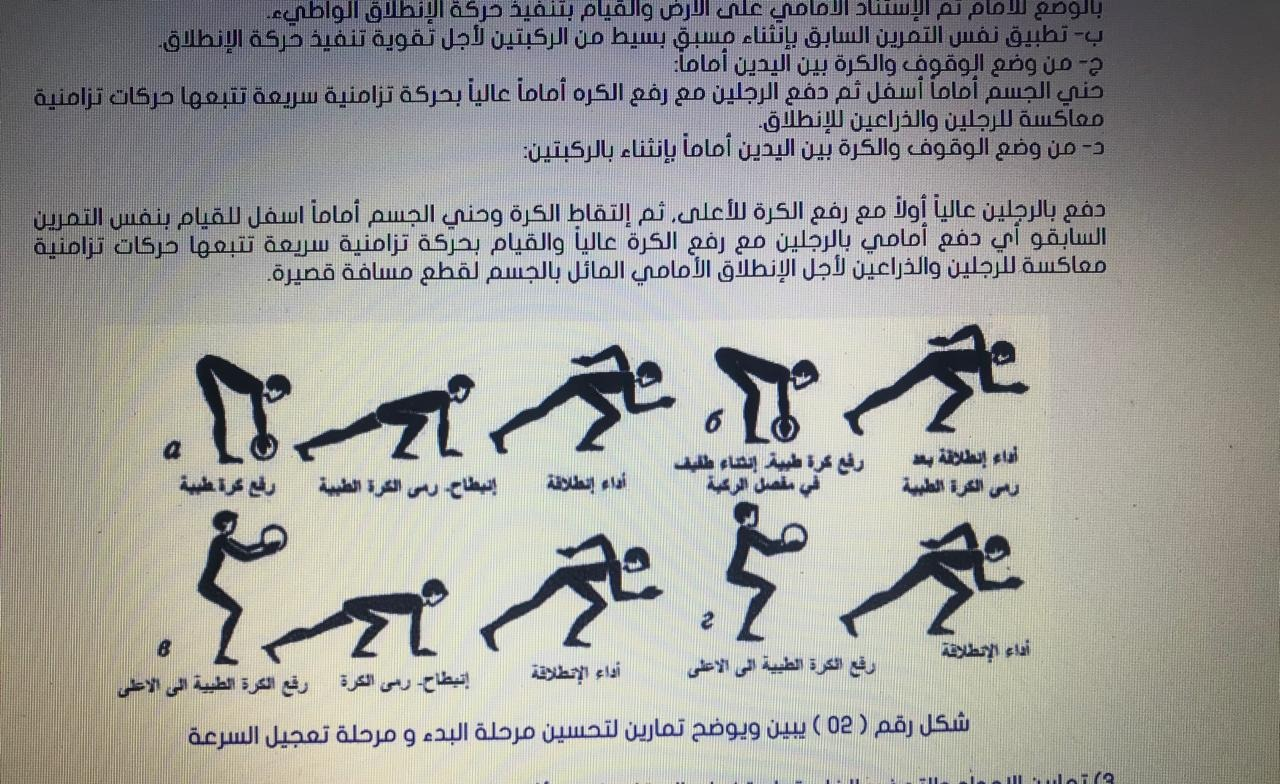 بالوضع للأمام ثم الإستناد الأمامي على الأرض والقيام بتنفيذ حركة الإنطلاق الواطيء.
ب- تطبيق نفس التمرين السابق بإنثناء مسبق بسيط من الركبتين لأجل تقوية تنفيذ حركة الإنطلاق.
ج- من وضع الوقوف والكرة بين اليدين أماماً:
حني الجسم أماماً أسفل ثم دفع الرجلين مع رفع الكره أماماً عالياً بحركة تزامنية سريعة تتبعها حركات تزامنية
معاكسة للرجلين والذراعين للإنطلاق.
د- من وضع الوقوف والكرة بين اليدين أماماً بإنثناء بالركبتين:
دفع بالرجلين عالياً أولاً مع رفع الكرة للأعلى، ثم إلتقاط الكرة وحني الجسم أماماً اسفل للقيام بنفس التمرين
السابقو أي دفع أمامي بالرجلين مع رفع الكرة عالياً والقيام بحركة تزامنية سريعة تتبعها حركات تزامنية
معاكسة للرجلين والذراعين لأجل الإنطلاق الأمامي المائل بالجسم لقطع مسافة قصيرة.
a
رفع كرة طبية
إنبطاح- رمى الكرة الطبية
أداء إنطلاقة
б
رفع كرة طبية- إنثناء طفيف
في مفصل الركبة
أداء إنطلاقة بعد
رمى الكرة الطبية
в
رفع الكرة الطبية الى الاعلى
إنبطاح- رمى الكرة
أداء الإنطلاقة
г
رفع الكرة الطبية الى الاعلى
أداء الإنطلاقة
شكل رقم ( 02 ) يبين ويوضح تمارين لتحسين مرحلة البدء و مرحلة تعجيل السرعة